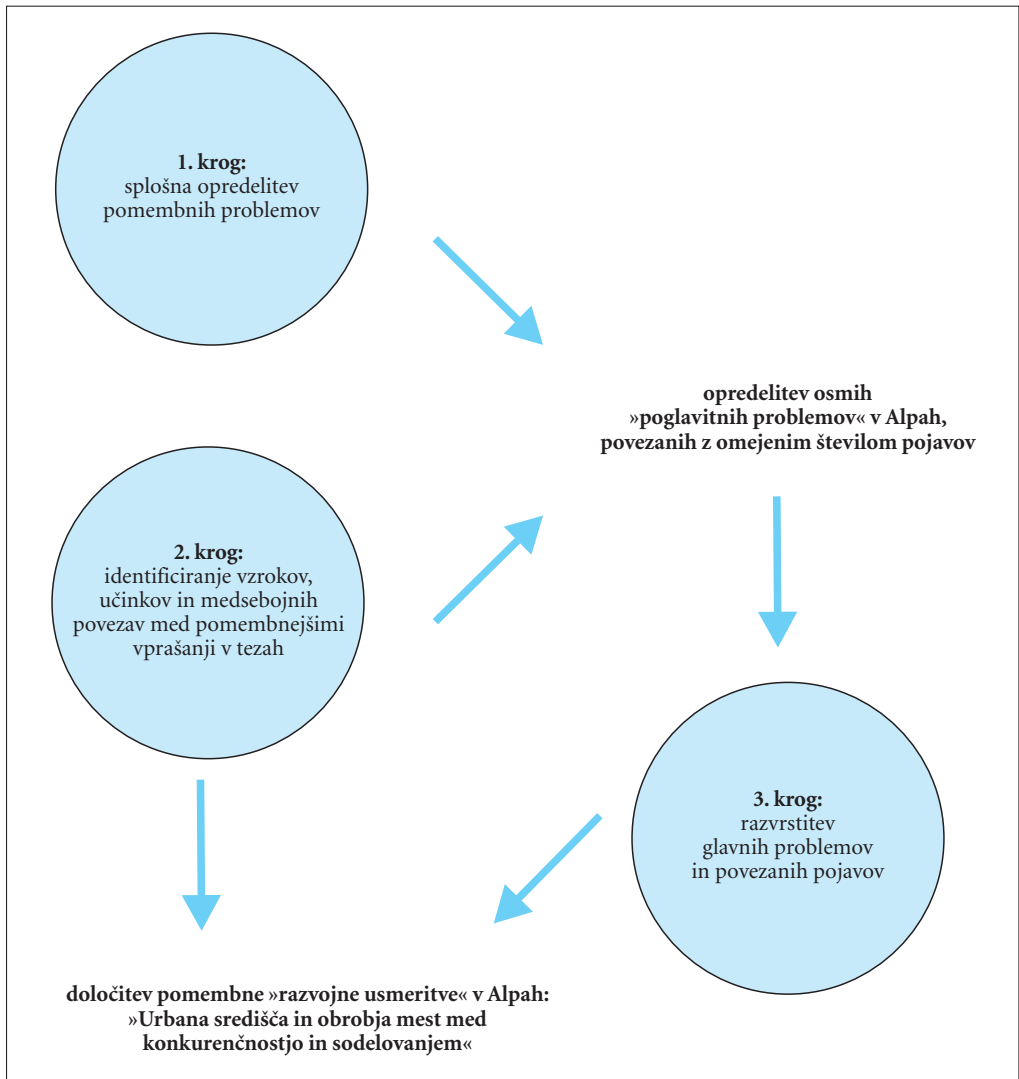 1. krog:
splošna opredelitev
pomembnih problemov
opredelitev osmih
»poglavitnih problemov« v Alpah,
povezanih z omejenim številom pojavov
2. krog:
identificiranje vzrokov,
učinkov in medsebojnih
povezav med pomembnejšimi
vprašanji v tezah
3. krog:
razvrstitev
glavnih problemov
in povezanih pojavov
določitev pomembne »razvojne usmeritve« v Alpah:
»Urbana središča in obrobja mest med
konkurenčnostjo in sodelovanjem«